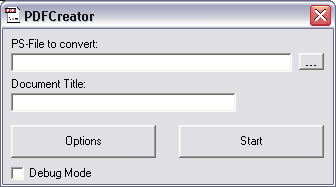 PDFCreator
PS-File to convert:
...
Document Title:
Options
Start
Debug Mode